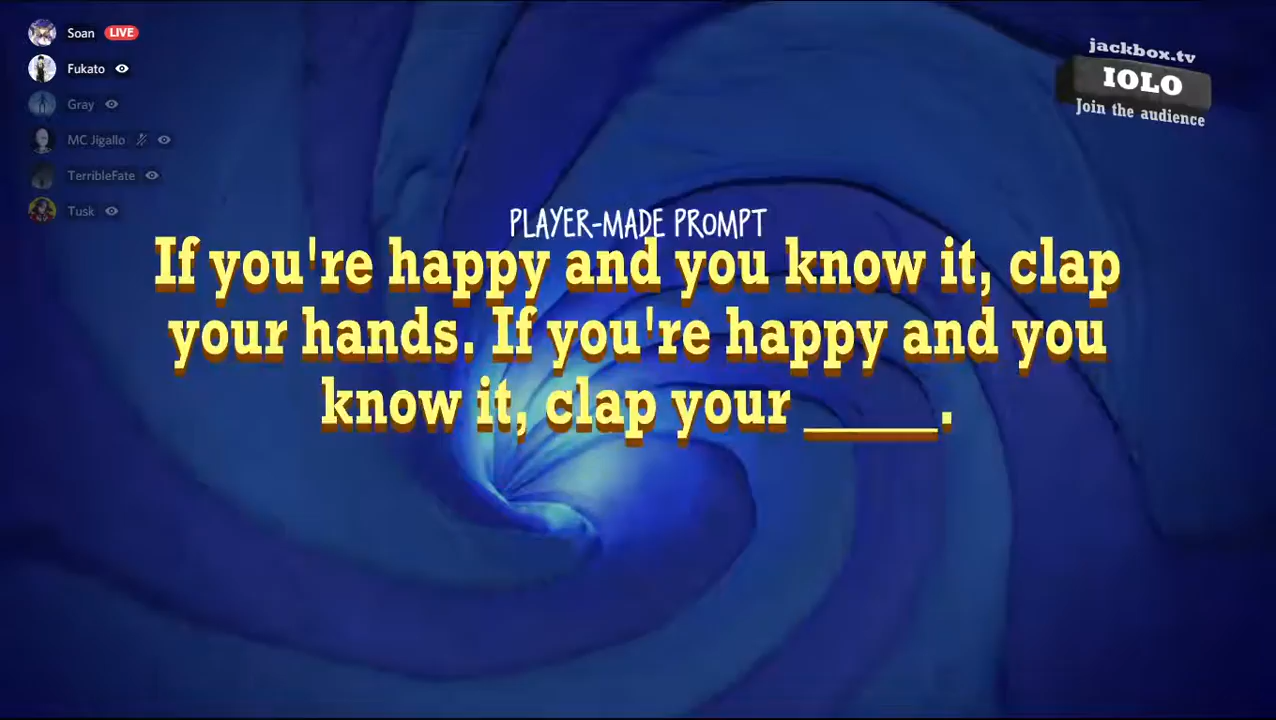 Soan LIVE
Fukato
Gray
MC Jigallo
TerribleFate
Tusk
jackbox.tv
IOLO
Join the audience
PLAYER-MADE PROMPT
If you're happy and you know it, clap
your hands. If you're happy and you
know it, clap your _____.